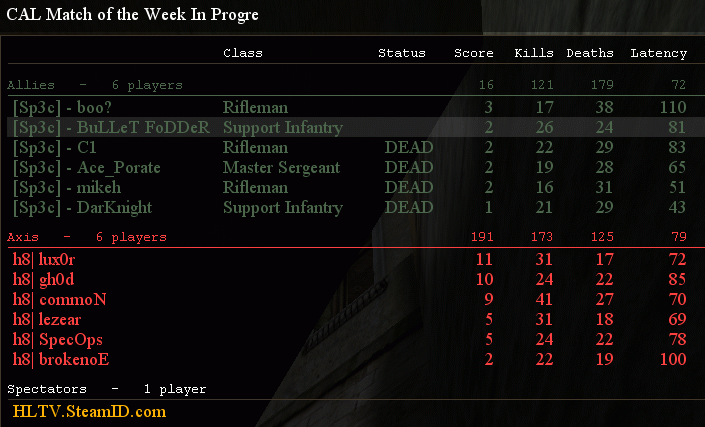 CAL Match of the Week In Progre
Class Status Score Kills Deaths Latency
Allies - 6 players 16 121 179 72
[Sp3c] - boo? Rifleman 3 17 38 110
[Sp3c] - BuLLeT FoDDeR Support Infantry 2 26 24 81
[Sp3c] - C1 Rifleman DEAD 2 22 29 83
[Sp3c] - Ace_Porate Master Sergeant DEAD 2 19 28 65
[Sp3c] - mikeh Rifleman DEAD 2 16 31 51
[Sp3c] - DarKnight Support Infantry DEAD 1 21 29 43
Axis - 6 players 191 173 125 79
h8| lux0r 11 31 17 72
h8| gh0d 10 24 22 85
h8| commoN 9 41 27 70
h8| lezear 5 31 18 69
h8| SpecOps 5 24 22 78
h8| brokenoE 2 22 19 100
Spectators - 1 player
HLTV.SteamID.com